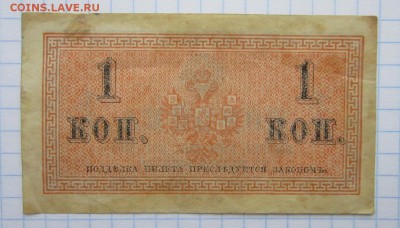 COINS.LAVE.RU
1 1
КОП. КОП.
ПОДДѢЛКА БИЛЕТА ПРЕСЛѢДУЕТСЯ ЗАКОНОМЪ.